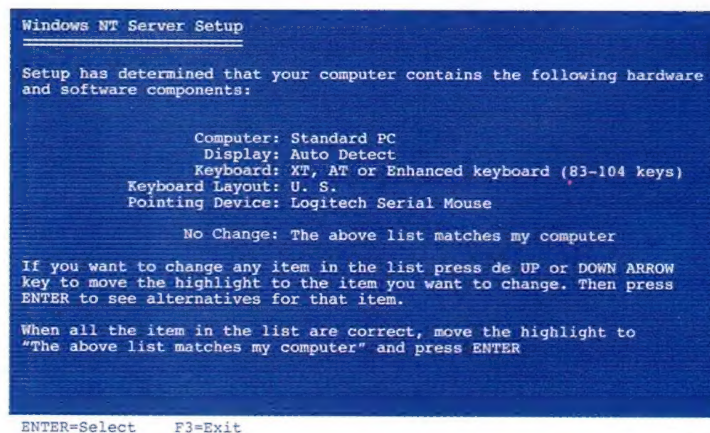 Windows NT Server Setup
Setup has determined that your computer contains the following hardware
and software components:
Computer: Standard PC
Display: Auto Detect
Keyboard: XT, AT or Enhanced keyboard (83-104 keys)
Keyboard Layout: U. S.
Pointing Device: Logitech Serial Mouse
No Change: The above list matches my computer
If you want to change any item in the list press de UP or DOWN ARROW
key to move the highlight to the item you want to change. Then press
ENTER to see alternatives for that item.
When all the item in the list are correct, move the highlight to
"The above list matches my computer" and press ENTER
ENTER=Select F3=Exit